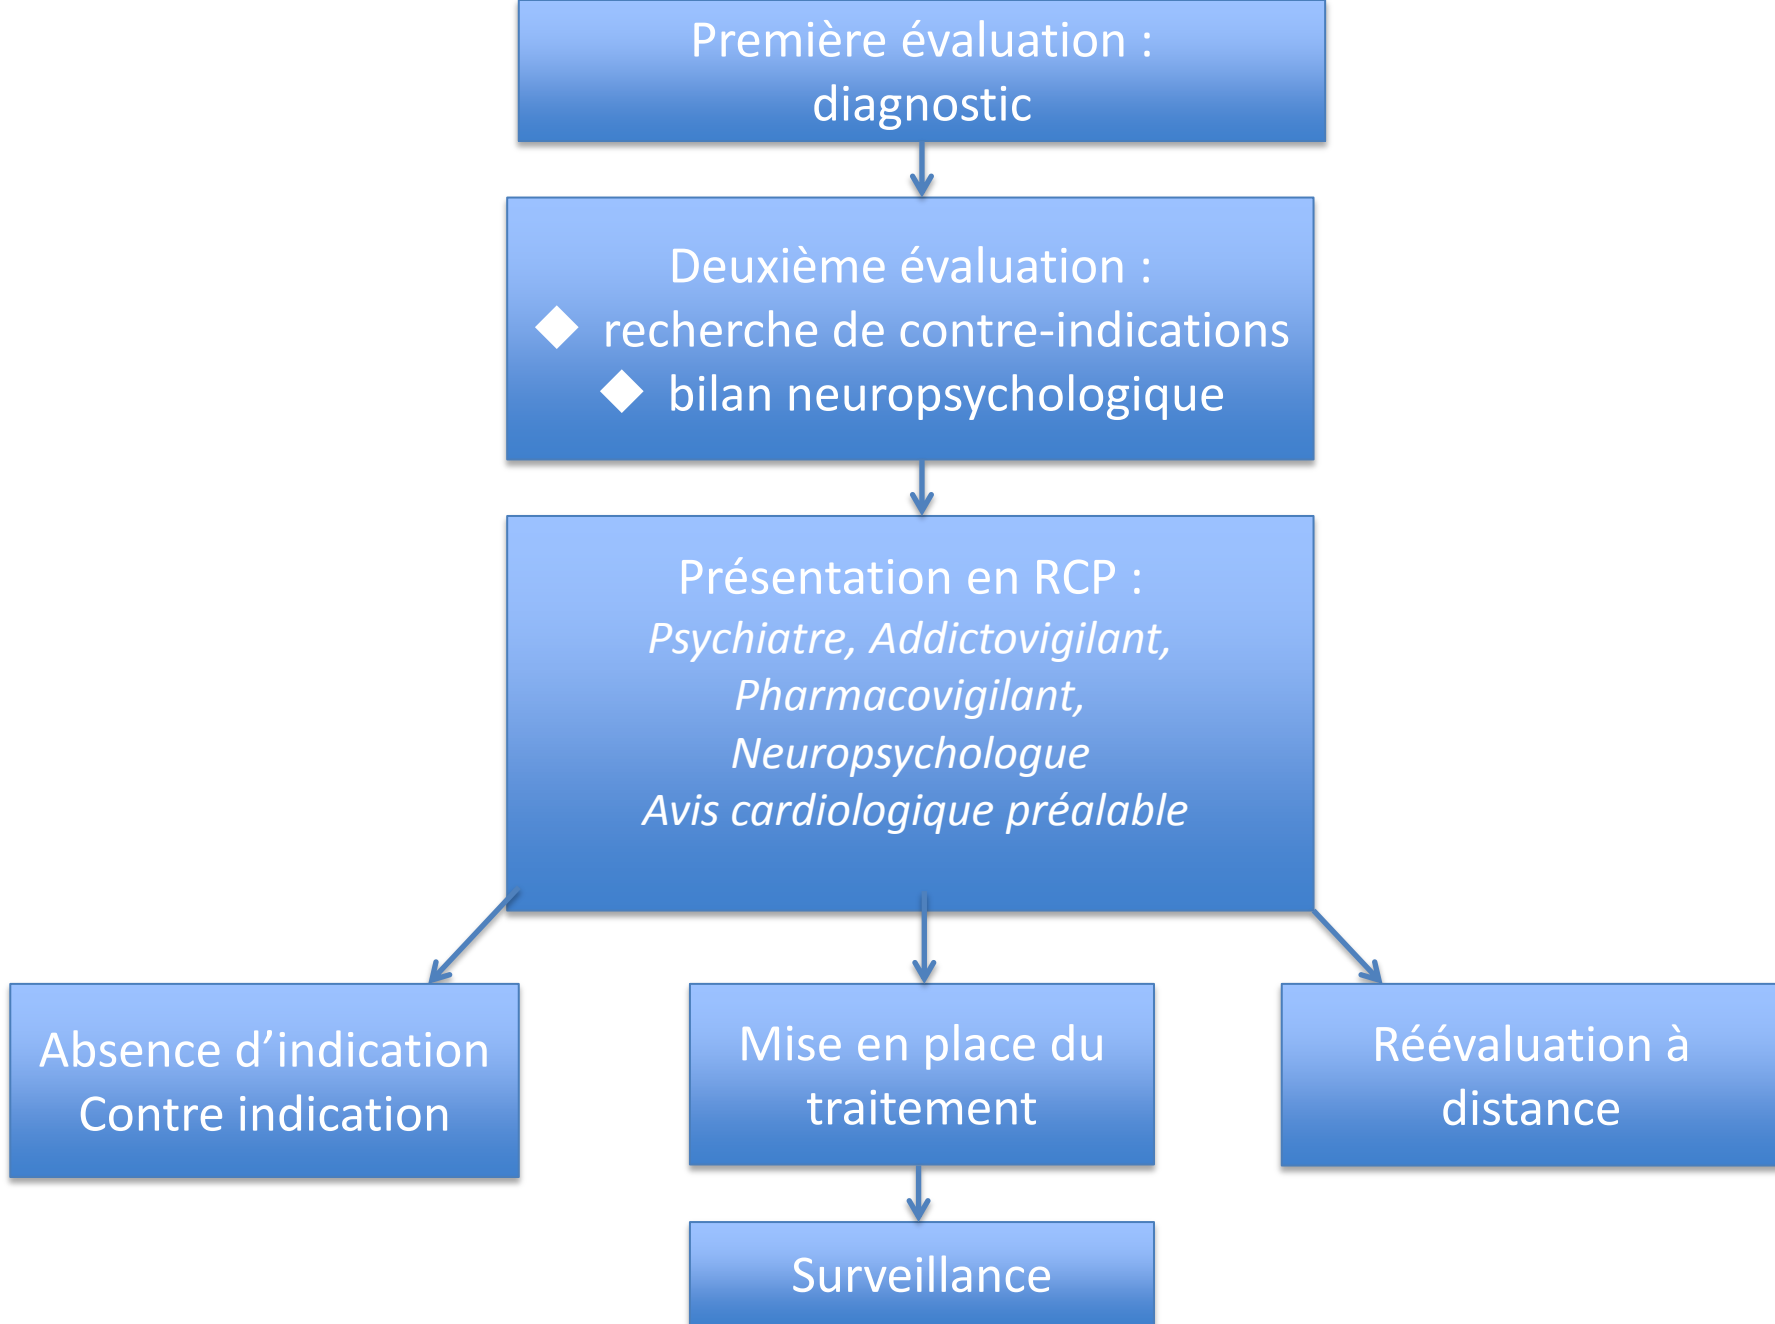 Première évaluation :
diagnostic
Deuxième évaluation :
recherche de contre-indications
bilan neuropsychologique
Présentation en RCP :
Psychiatre, Addictovigilant,
Pharmacovigilant,
Neuropsychologue
Avis cardiologique préalable
Absence d’indication
Contre indication
Mise en place du
traitement
Réévaluation à
distance
Surveillance